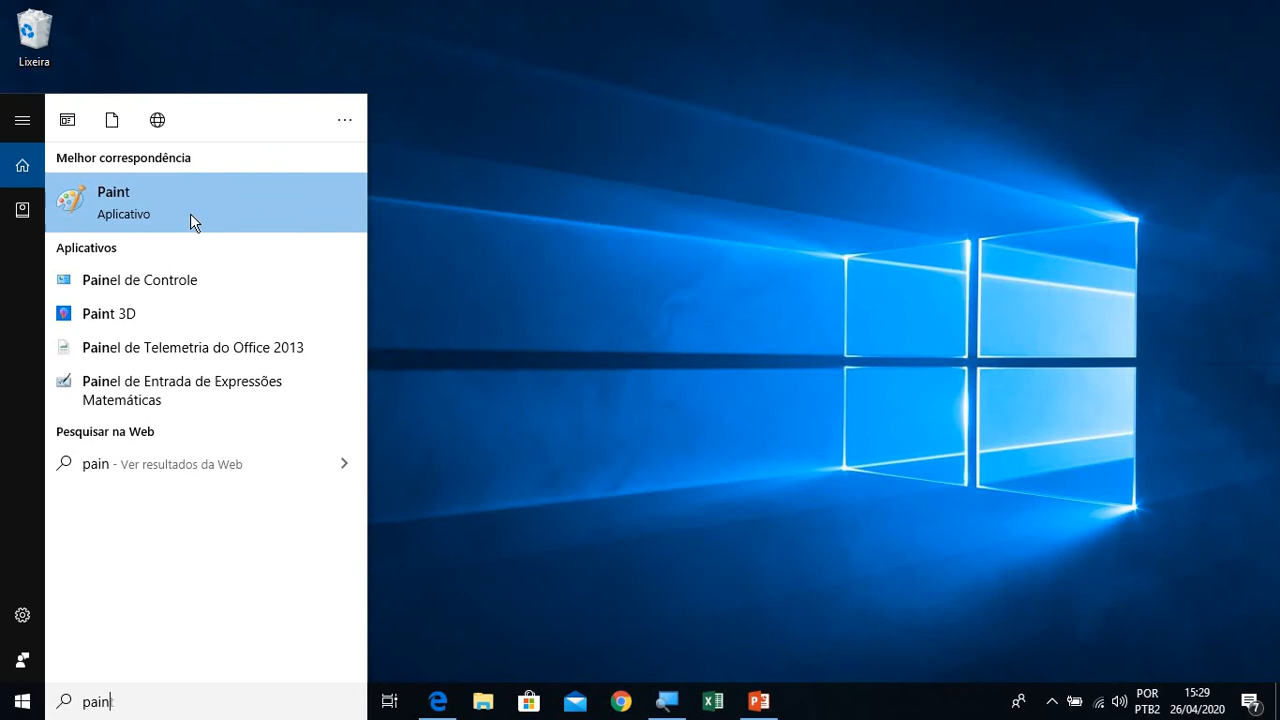 Lixeira
Melhor correspondência
Paint
Aplicativo
Aplicativos
Painel de Controle
Paint 3D
Painel de Telemetria do Office 2013
Painel de Entrada de Expressões
Matemáticas
Pesquisar na Web
pain - Ver resultados da Web
paint
POR
PTB2
15:29
26/04/2020
7